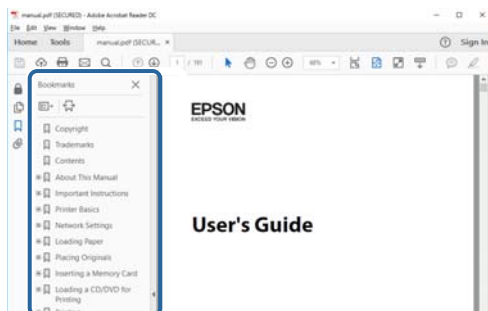 manual.pdf (SECURED) - Adobe Acrobat Reader DC
File Edit View Window Help
Home Tools manual.pdf (SECUR... × Sign In
1 / 191
Bookmarks
EPSON
EXCEED YOUR VISION
Copyright
Trademarks
Contents
About This Manual
Important Instructions
Printer Basics
Network Settings
User's Guide
Loading Paper
Placing Originals
Inserting a Memory Card
Loading a CD/DVD for
Printing